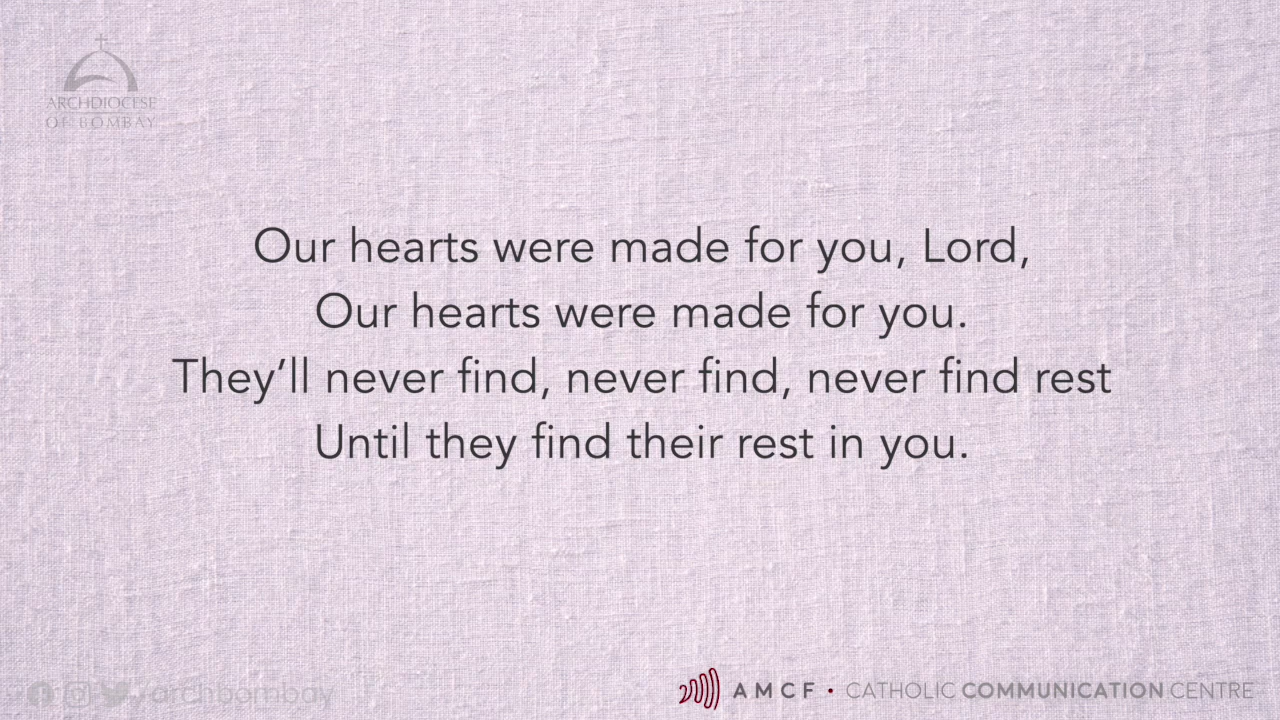 ARCHDIOCESE
OF BOMBAY
Our hearts were made for you, Lord,
Our hearts were made for you.
They’ll never find, never find, never find rest
Until they find their rest in you.
/archbombay
AMCF • CATHOLIC COMMUNICATION CENTRE